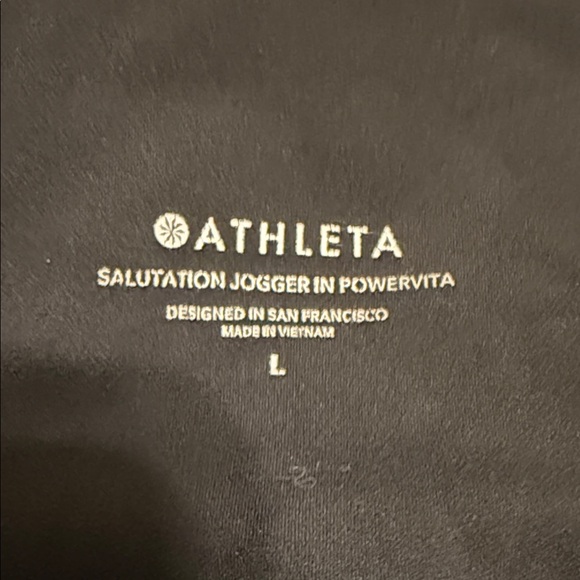 ATHLETA
SALUTATION JOGGER IN POWERVITA
DESIGNED IN SAN FRANCISCO
MADE IN VIETNAM
L